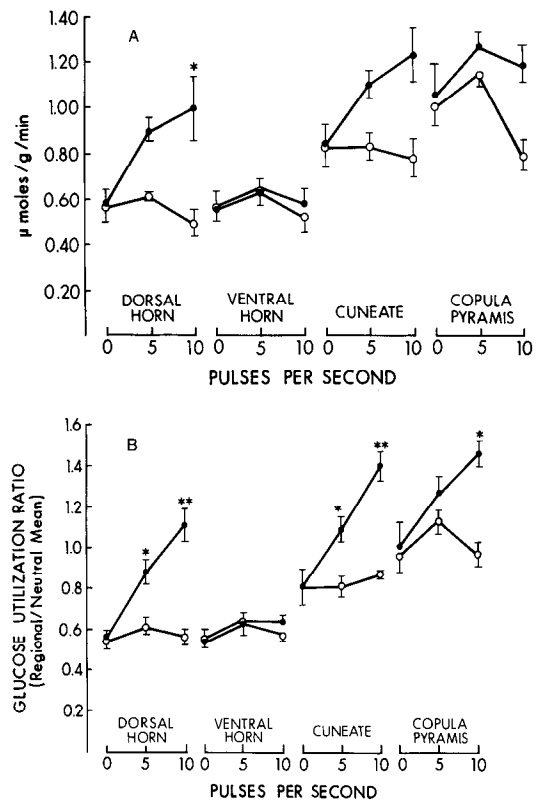 A
1.40
1.20
1.00
0.80
0.60
0.40
0.20
μ moles/g/min
*
DORSAL HORN
VENTRAL HORN
CUNEATE
COPULA PYRAMIS
0 5 10 0 5 10 0 5 10 0 5 10
PULSES PER SECOND
B
1.6
1.4
1.2
1.0
0.8
0.6
0.4
0.2
GLUCOSE UTILIZATION RATIO
(Regional/Neutral Mean)
* ** * ** *
DORSAL HORN
VENTRAL HORN
CUNEATE
COPULA PYRAMIS
0 5 10 0 5 10 0 5 10 0 5 10
PULSES PER SECOND